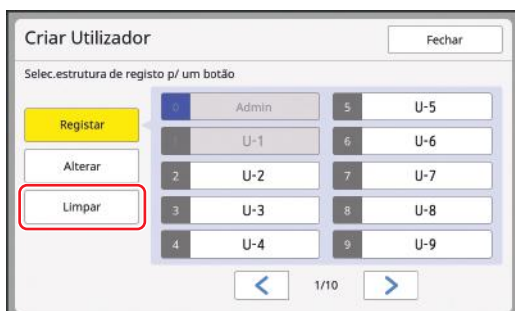 Criar Utilizador
Fechar
Selec.estrutura de registo p/ um botão
Registar
Alterar
Limpar
0 Admin
1 U-1
2 U-2
3 U-3
4 U-4
5 U-5
6 U-6
7 U-7
8 U-8
9 U-9
1/10